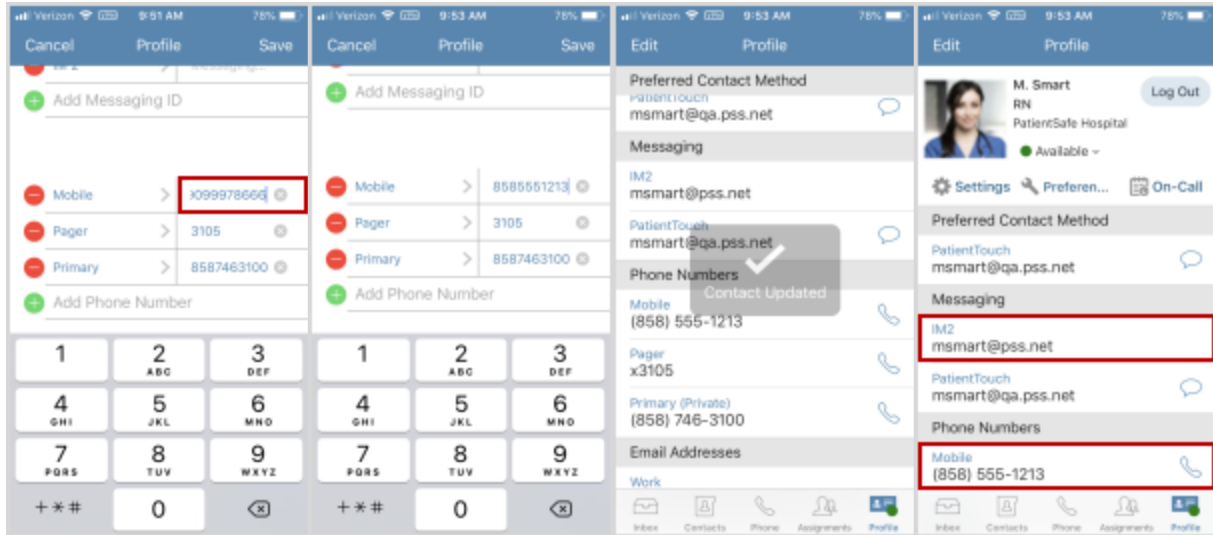 Verizon LTE 9:51 AM 78%
Cancel Profile Save
IM2 Messaging...
Add Messaging ID
Mobile 9099978666
Pager 3105
Primary 8587463100
Add Phone Number
1 2 3
ABC DEF
4 5 6
GHI JKL MNO
7 8 9
PQRS TUV WXYZ
+*# 0
Verizon LTE 9:53 AM 78%
Cancel Profile Save
Add Messaging ID
Mobile 8585551213
Pager 3105
Primary 8587463100
Add Phone Number
1 2 3
ABC DEF
4 5 6
GHI JKL MNO
7 8 9
PQRS TUV WXYZ
+*# 0
Verizon LTE 9:53 AM 78%
Edit Profile
Preferred Contact Method
PatientTouch
msmart@qa.pss.net
Messaging
IM2
msmart@pss.net
PatientTouch
msmart@qa.pss.net
Phone Numbers
Contact Updated
Mobile
(858) 555-1213
Pager
x3105
Primary (Private)
(858) 746-3100
Email Addresses
Work
Inbox Contacts Phone Assignments Profile
Verizon LTE 9:53 AM 78%
Edit Profile
M. Smart
RN
PatientSafe Hospital
Available
Log Out
Settings Preferen... On-Call
Preferred Contact Method
PatientTouch
msmart@qa.pss.net
Messaging
IM2
msmart@pss.net
PatientTouch
msmart@qa.pss.net
Phone Numbers
Mobile
(858) 555-1213
Inbox Contacts Phone Assignments Profile